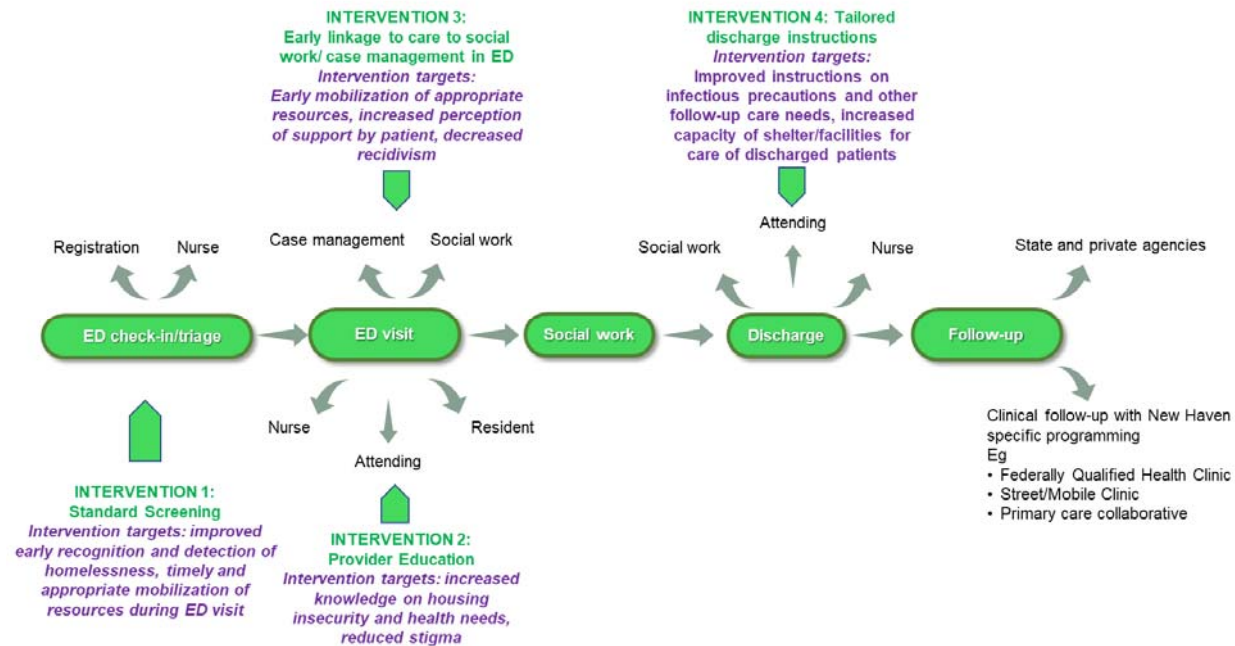 INTERVENTION 3:
Early linkage to care to social
work/ case management in ED
Intervention targets:
Early mobilization of appropriate
resources, increased perception
of support by patient, decreased
recidivism
INTERVENTION 4: Tailored
discharge instructions
Intervention targets:
Improved instructions on
infectious precautions and other
follow-up care needs, increased
capacity of shelter/facilities for
care of discharged patients
Registration
Nurse
Case management
Social work
Social work
Attending
Nurse
State and private agencies
ED check-in/triage
ED visit
Social work
Discharge
Follow-up
Nurse
Attending
Resident
Clinical follow-up with New Haven
specific programming
Eg
• Federally Qualified Health Clinic
• Street/Mobile Clinic
• Primary care collaborative
INTERVENTION 1:
Standard Screening
Intervention targets: improved
early recognition and detection of
homelessness, timely and
appropriate mobilization of
resources during ED visit
INTERVENTION 2:
Provider Education
Intervention targets: increased
knowledge on housing
insecurity and health needs,
reduced stigma